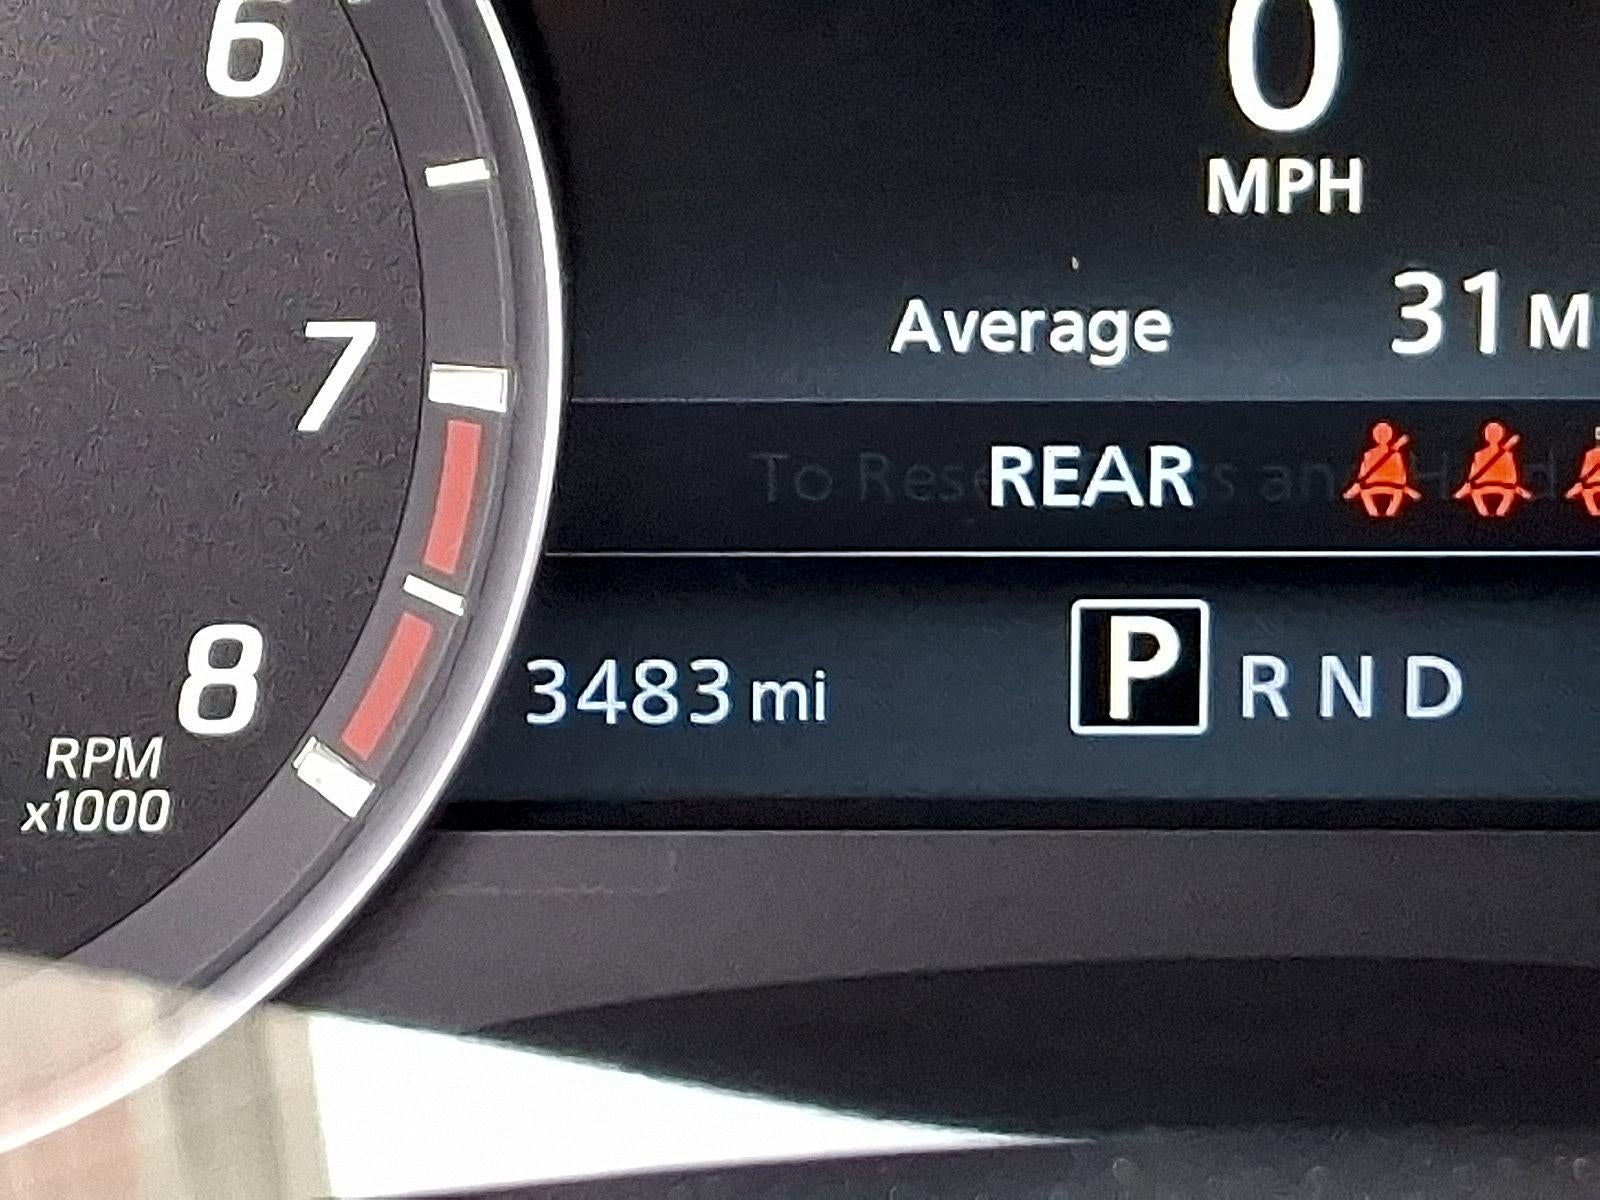 6
0
MPH
Average 31 M
7
REAR
3483 mi P R N D
8
RPM
x1000